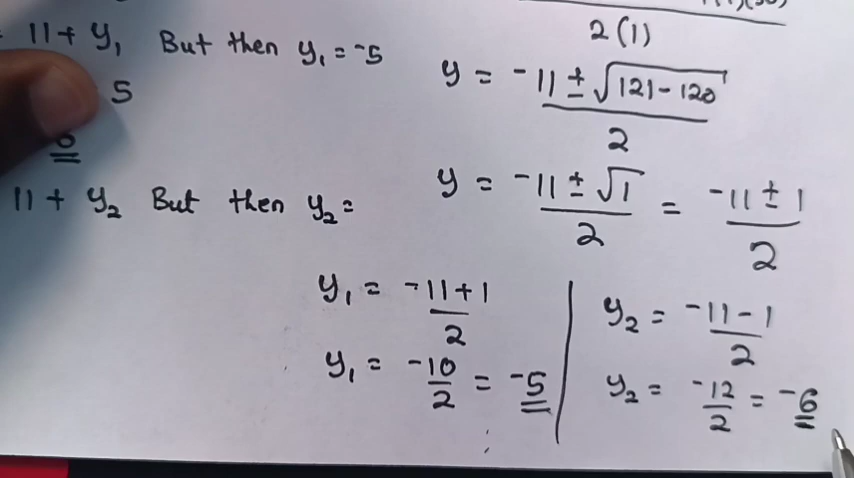 11 + y₁ But then y₁ = -5
5
6
11 + y₂ But then y₂ =
2(1)
y = -11 ± √(121 - 120) / 2
y = -11 ± √1 / 2 = -11 ± 1 / 2
y₁ = -11 + 1 / 2
y₁ = -10 / 2 = -5
y₂ = -11 - 1 / 2
y₂ = -12 / 2 = -6